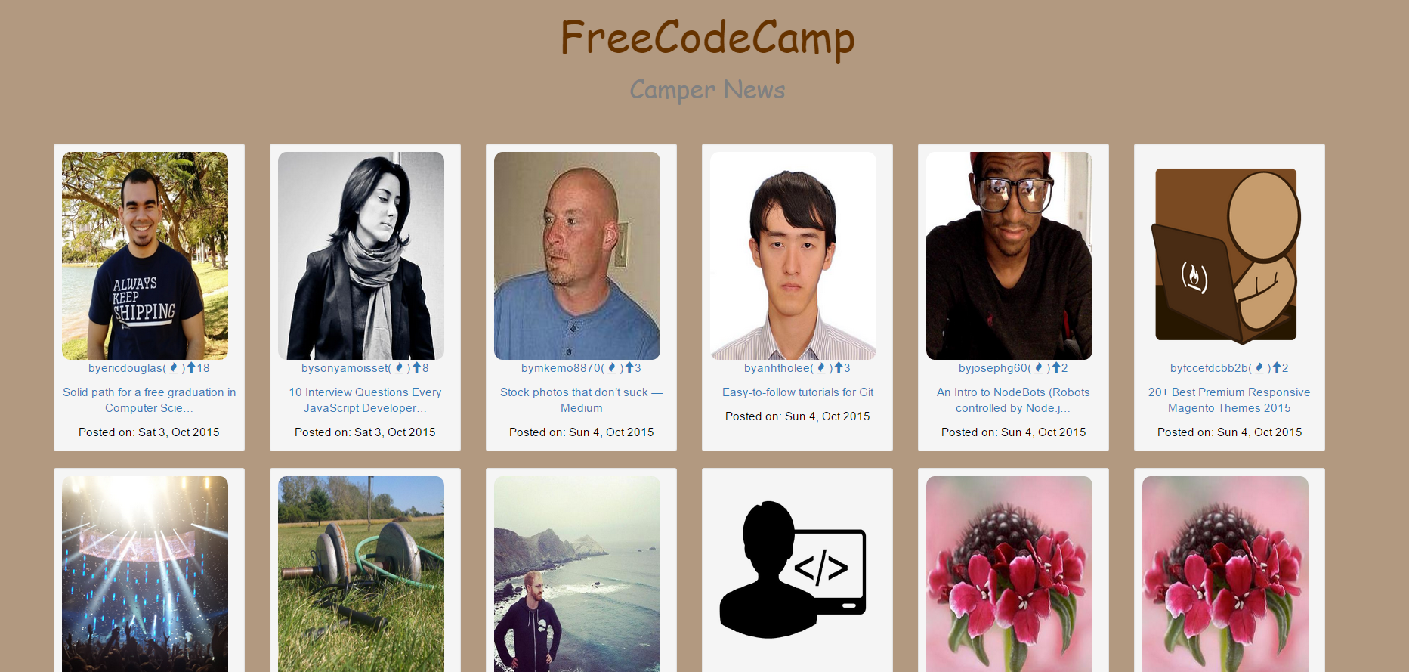 FreeCodeCamp
Camper News
ALWAYS
KEEP
SHIPPING
byericdouglas( )18
Solid path for a free graduation in
Computer Scie...
Posted on: Sat 3, Oct 2015
bysonyamoisset( )8
10 Interview Questions Every
JavaScript Developer...
Posted on: Sat 3, Oct 2015
bymkemo8870( )3
Stock photos that don't suck —
Medium
Posted on: Sun 4, Oct 2015
byanhtholee( )3
Easy-to-follow tutorials for Git
Posted on: Sun 4, Oct 2015
byjosephg60( )2
An Intro to NodeBots (Robots
controlled by Node.j...
Posted on: Sun 4, Oct 2015
byfccefdcbb2b( )2
20+ Best Premium Responsive
Magento Themes 2015
Posted on: Sun 4, Oct 2015
</>